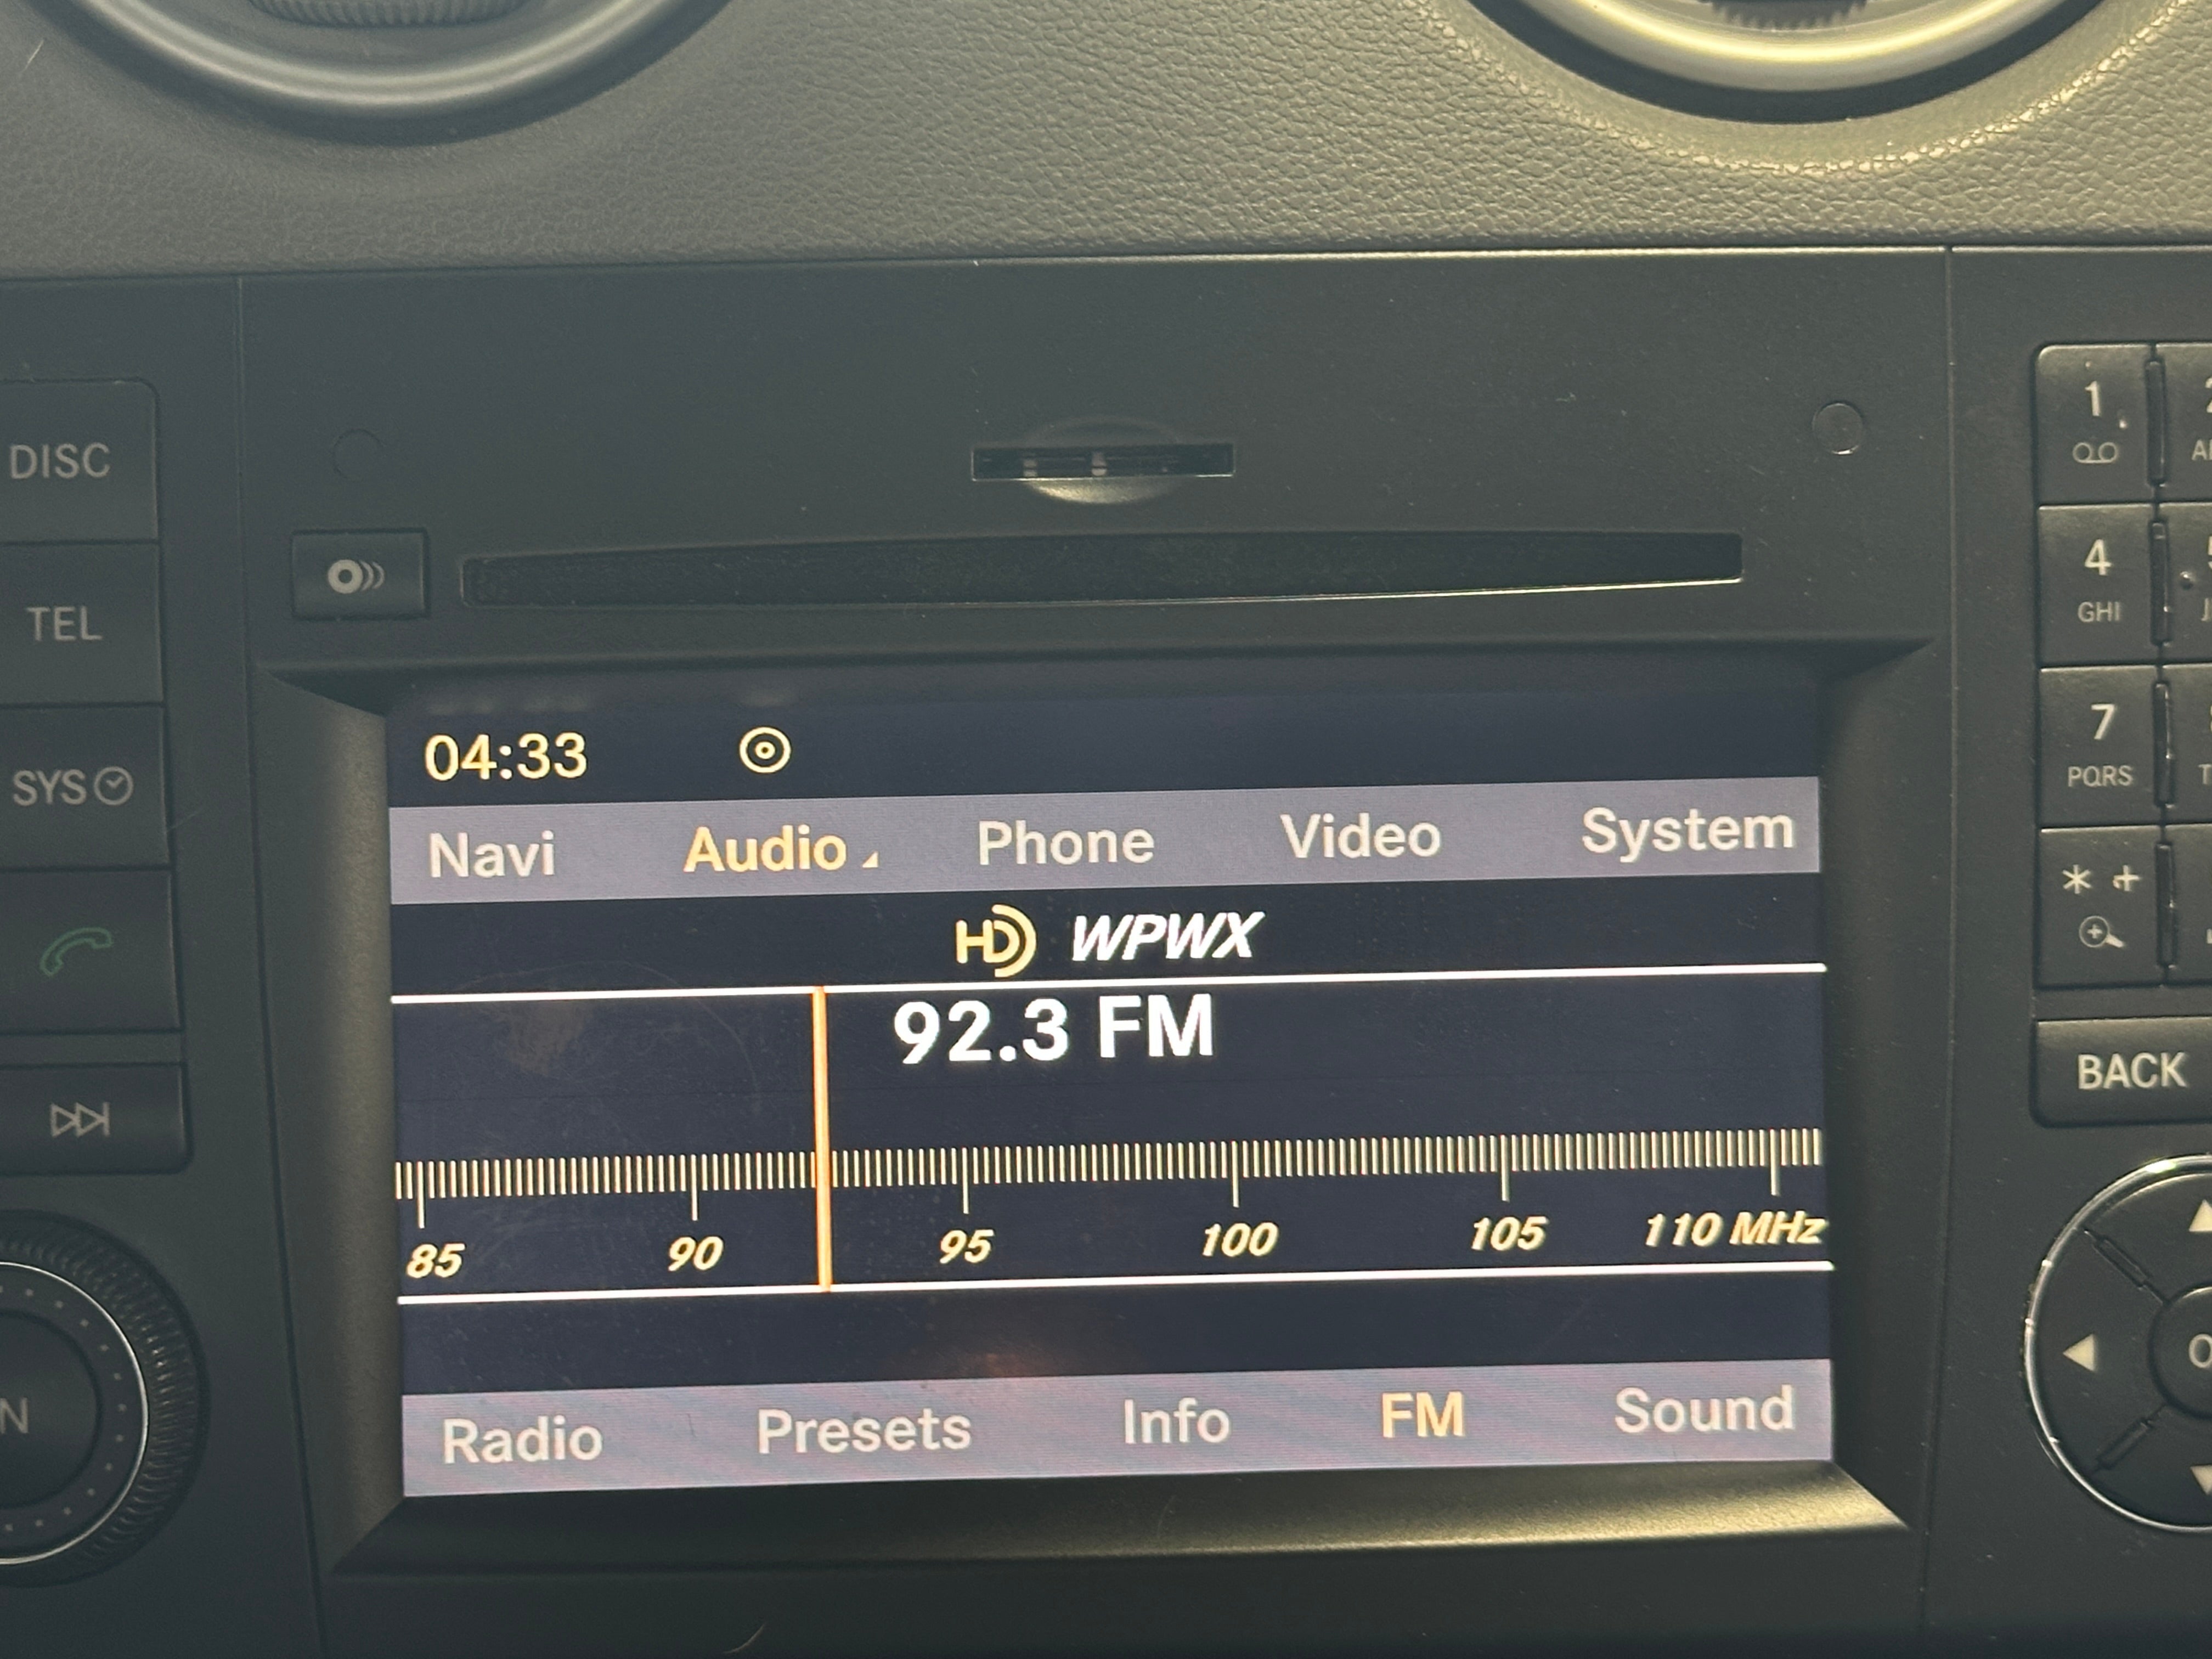 DISC
TEL
SYS
N
04:33
Navi Audio Phone Video System
HD WPWX
92.3 FM
85 90 95 100 105 110 MHz
Radio Presets Info FM Sound
1
4
GHI
7
PQRS
* +
BACK